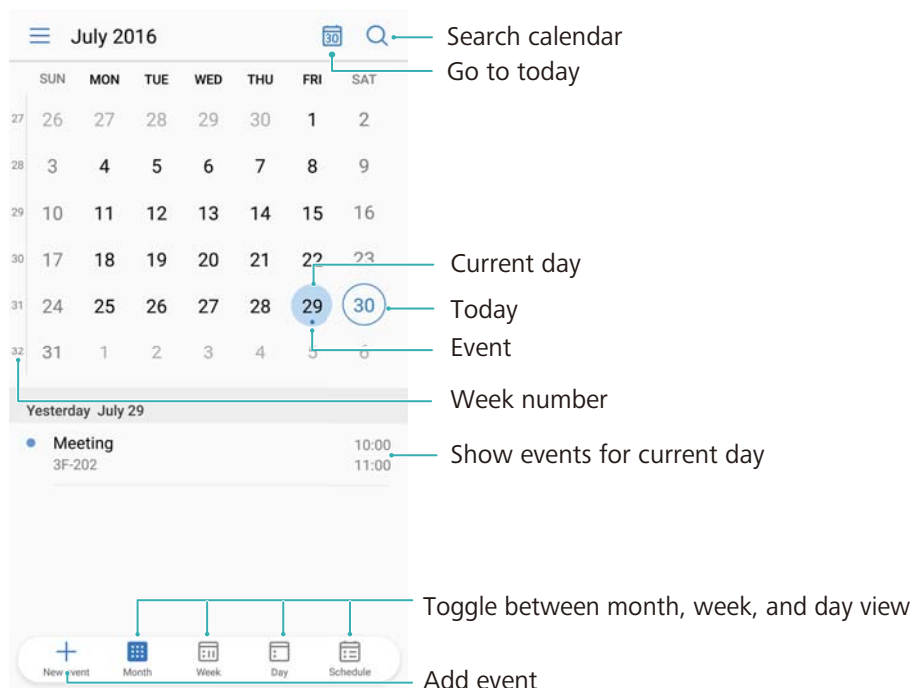 July 2016
30
Search calendar
Go to today
SUN MON TUE WED THU FRI SAT
27 26 27 28 29 30 1 2
28 3 4 5 6 7 8 9
29 10 11 12 13 14 15 16
30 17 18 19 20 21 22 23
Current day
31 24 25 26 27 28 29 30
Today
Event
32 31 1 2 3 4 5 6
Week number
Yesterday July 29
Meeting 10:00
3F-202 11:00
Show events for current day
Toggle between month, week, and day view
New event Month Week Day Schedule
Add event